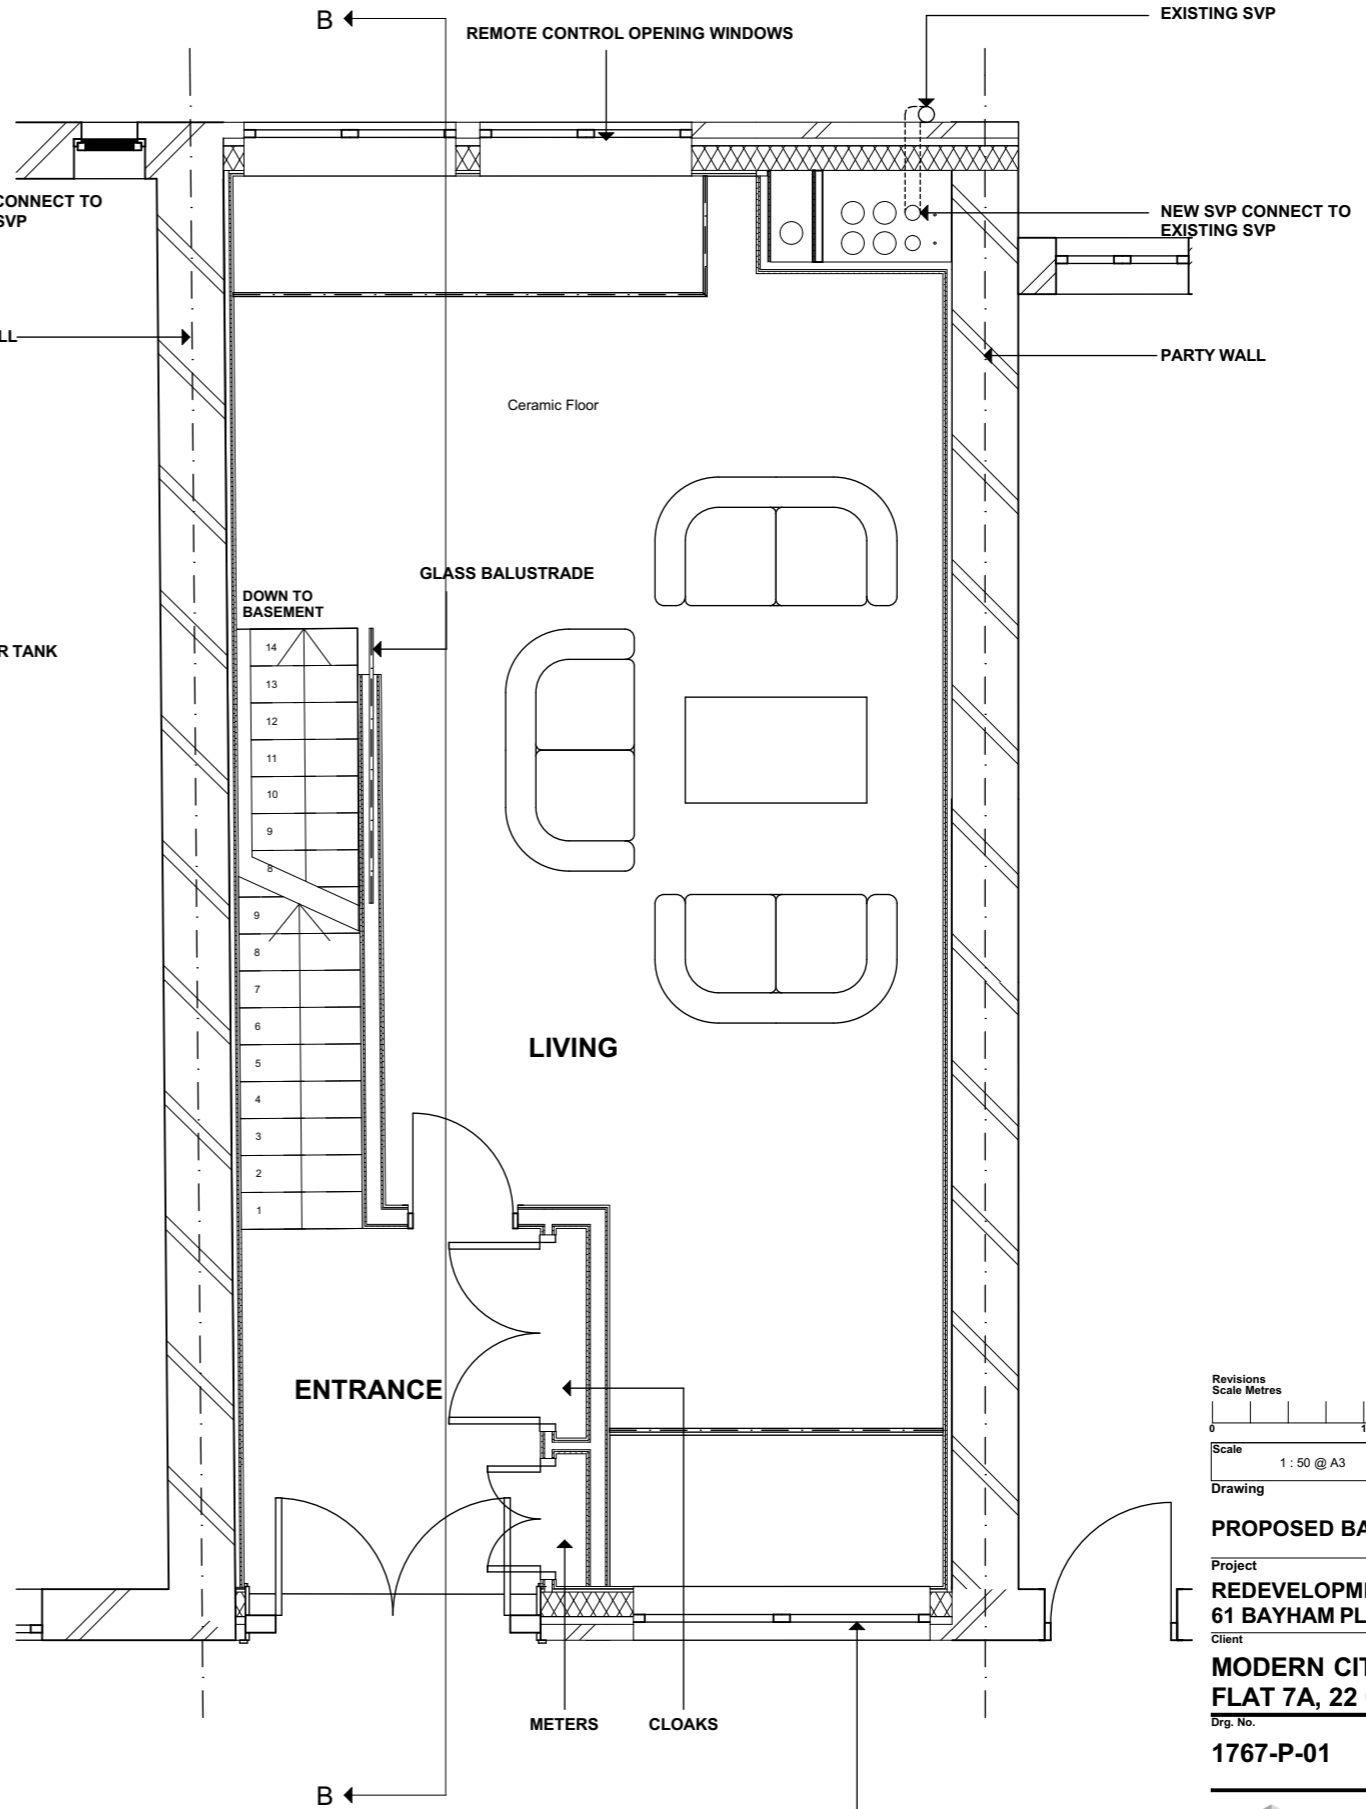 EXISTING SVP
B
REMOTE CONTROL OPENING WINDOWS
CONNECT TO
SVP
NEW SVP CONNECT TO
EXISTING SVP
PARTY WALL
Ceramic Floor
GLASS BALUSTRADE
DOWN TO
BASEMENT
R TANK
14
13
12
11
10
9
8
9
8
7
6
5
4
3
2
1
LIVING
ENTRANCE
METERS
CLOAKS
B
Revisions
Scale Metres
0
1
Scale
1 : 50 @ A3
Drawing
PROPOSED BA
Project
REDEVELOPM
61 BAYHAM PL
Client
MODERN CIT
FLAT 7A, 22
Drg. No.
1767-P-01